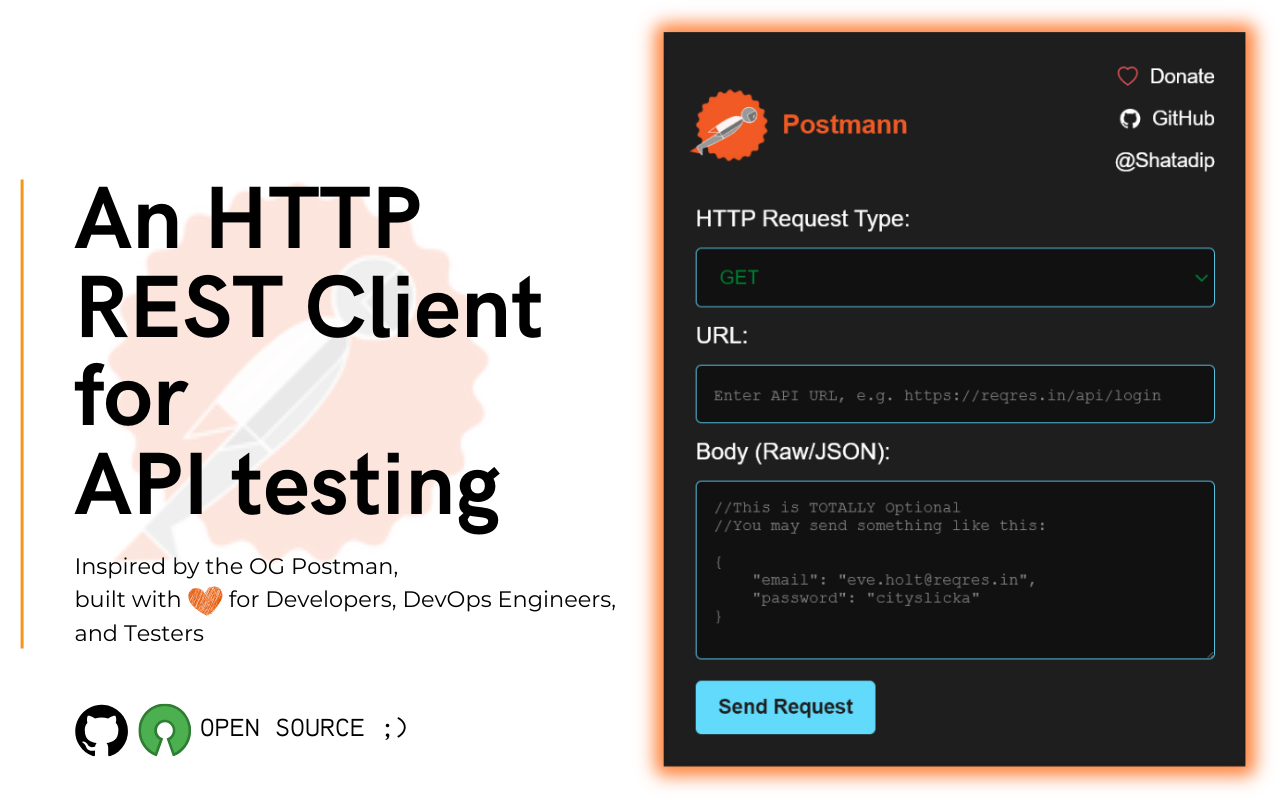 An HTTP
REST Client
for
API testing
Inspired by the OG Postman,
built with for Developers, DevOps Engineers,
and Testers
OPEN SOURCE ;)
Postmann
Donate
GitHub
@Shatadip
HTTP Request Type:
GET
URL:
Enter API URL, e.g. https://reqres.in/api/login
Body (Raw/JSON):
//This is TOTALLY Optional
//You may send something like this:
{
"email": "eve.holt@reqres.in",
"password": "cityslicka"
}
Send Request